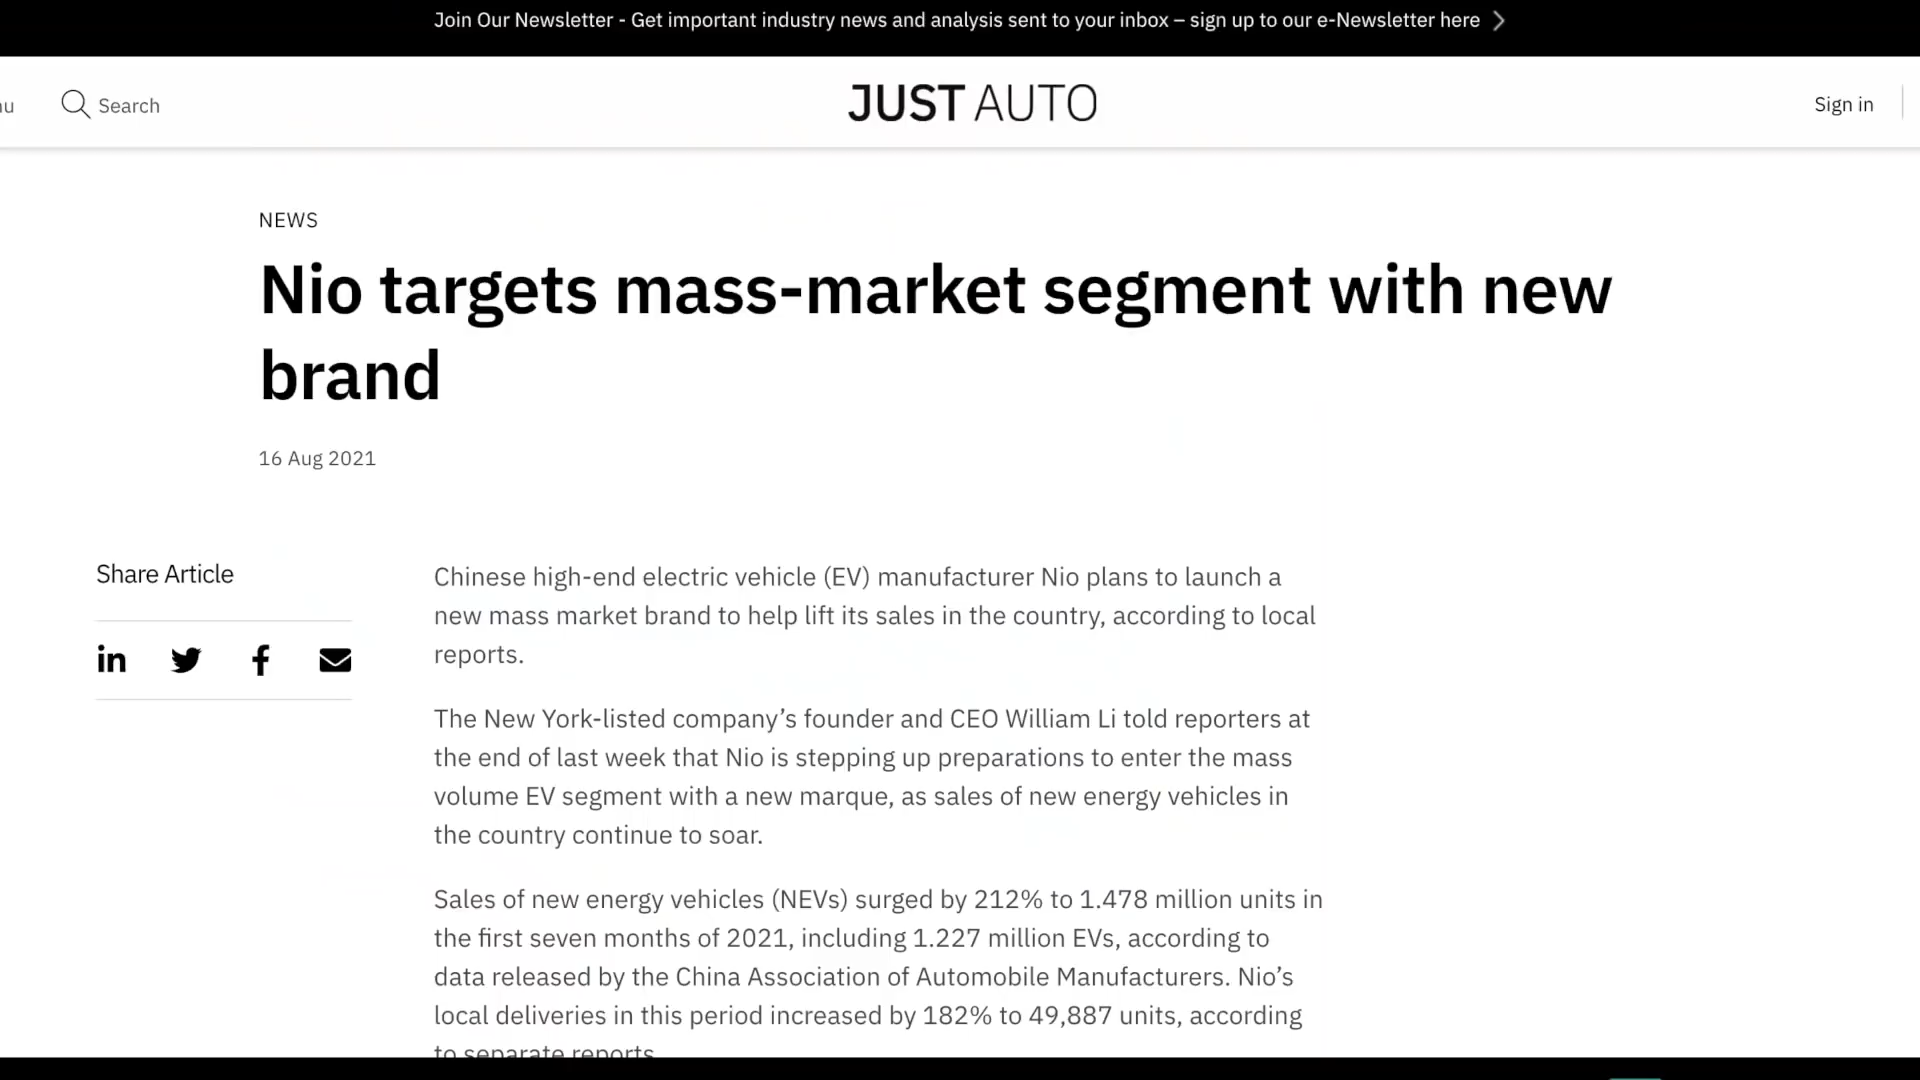 Join Our Newsletter - Get important industry news and analysis sent to your inbox – sign up to our e-Newsletter here
Search
JUST AUTO
Sign in
NEWS
Nio targets mass-market segment with new
brand
16 Aug 2021
Share Article
Chinese high-end electric vehicle (EV) manufacturer Nio plans to launch a
new mass market brand to help lift its sales in the country, according to local
reports.
The New York-listed company’s founder and CEO William Li told reporters at
the end of last week that Nio is stepping up preparations to enter the mass
volume EV segment with a new marque, as sales of new energy vehicles in
the country continue to soar.
Sales of new energy vehicles (NEVs) surged by 212% to 1.478 million units in
the first seven months of 2021, including 1.227 million EVs, according to
data released by the China Association of Automobile Manufacturers. Nio’s
local deliveries in this period increased by 182% to 49,887 units, according
to separate reports.